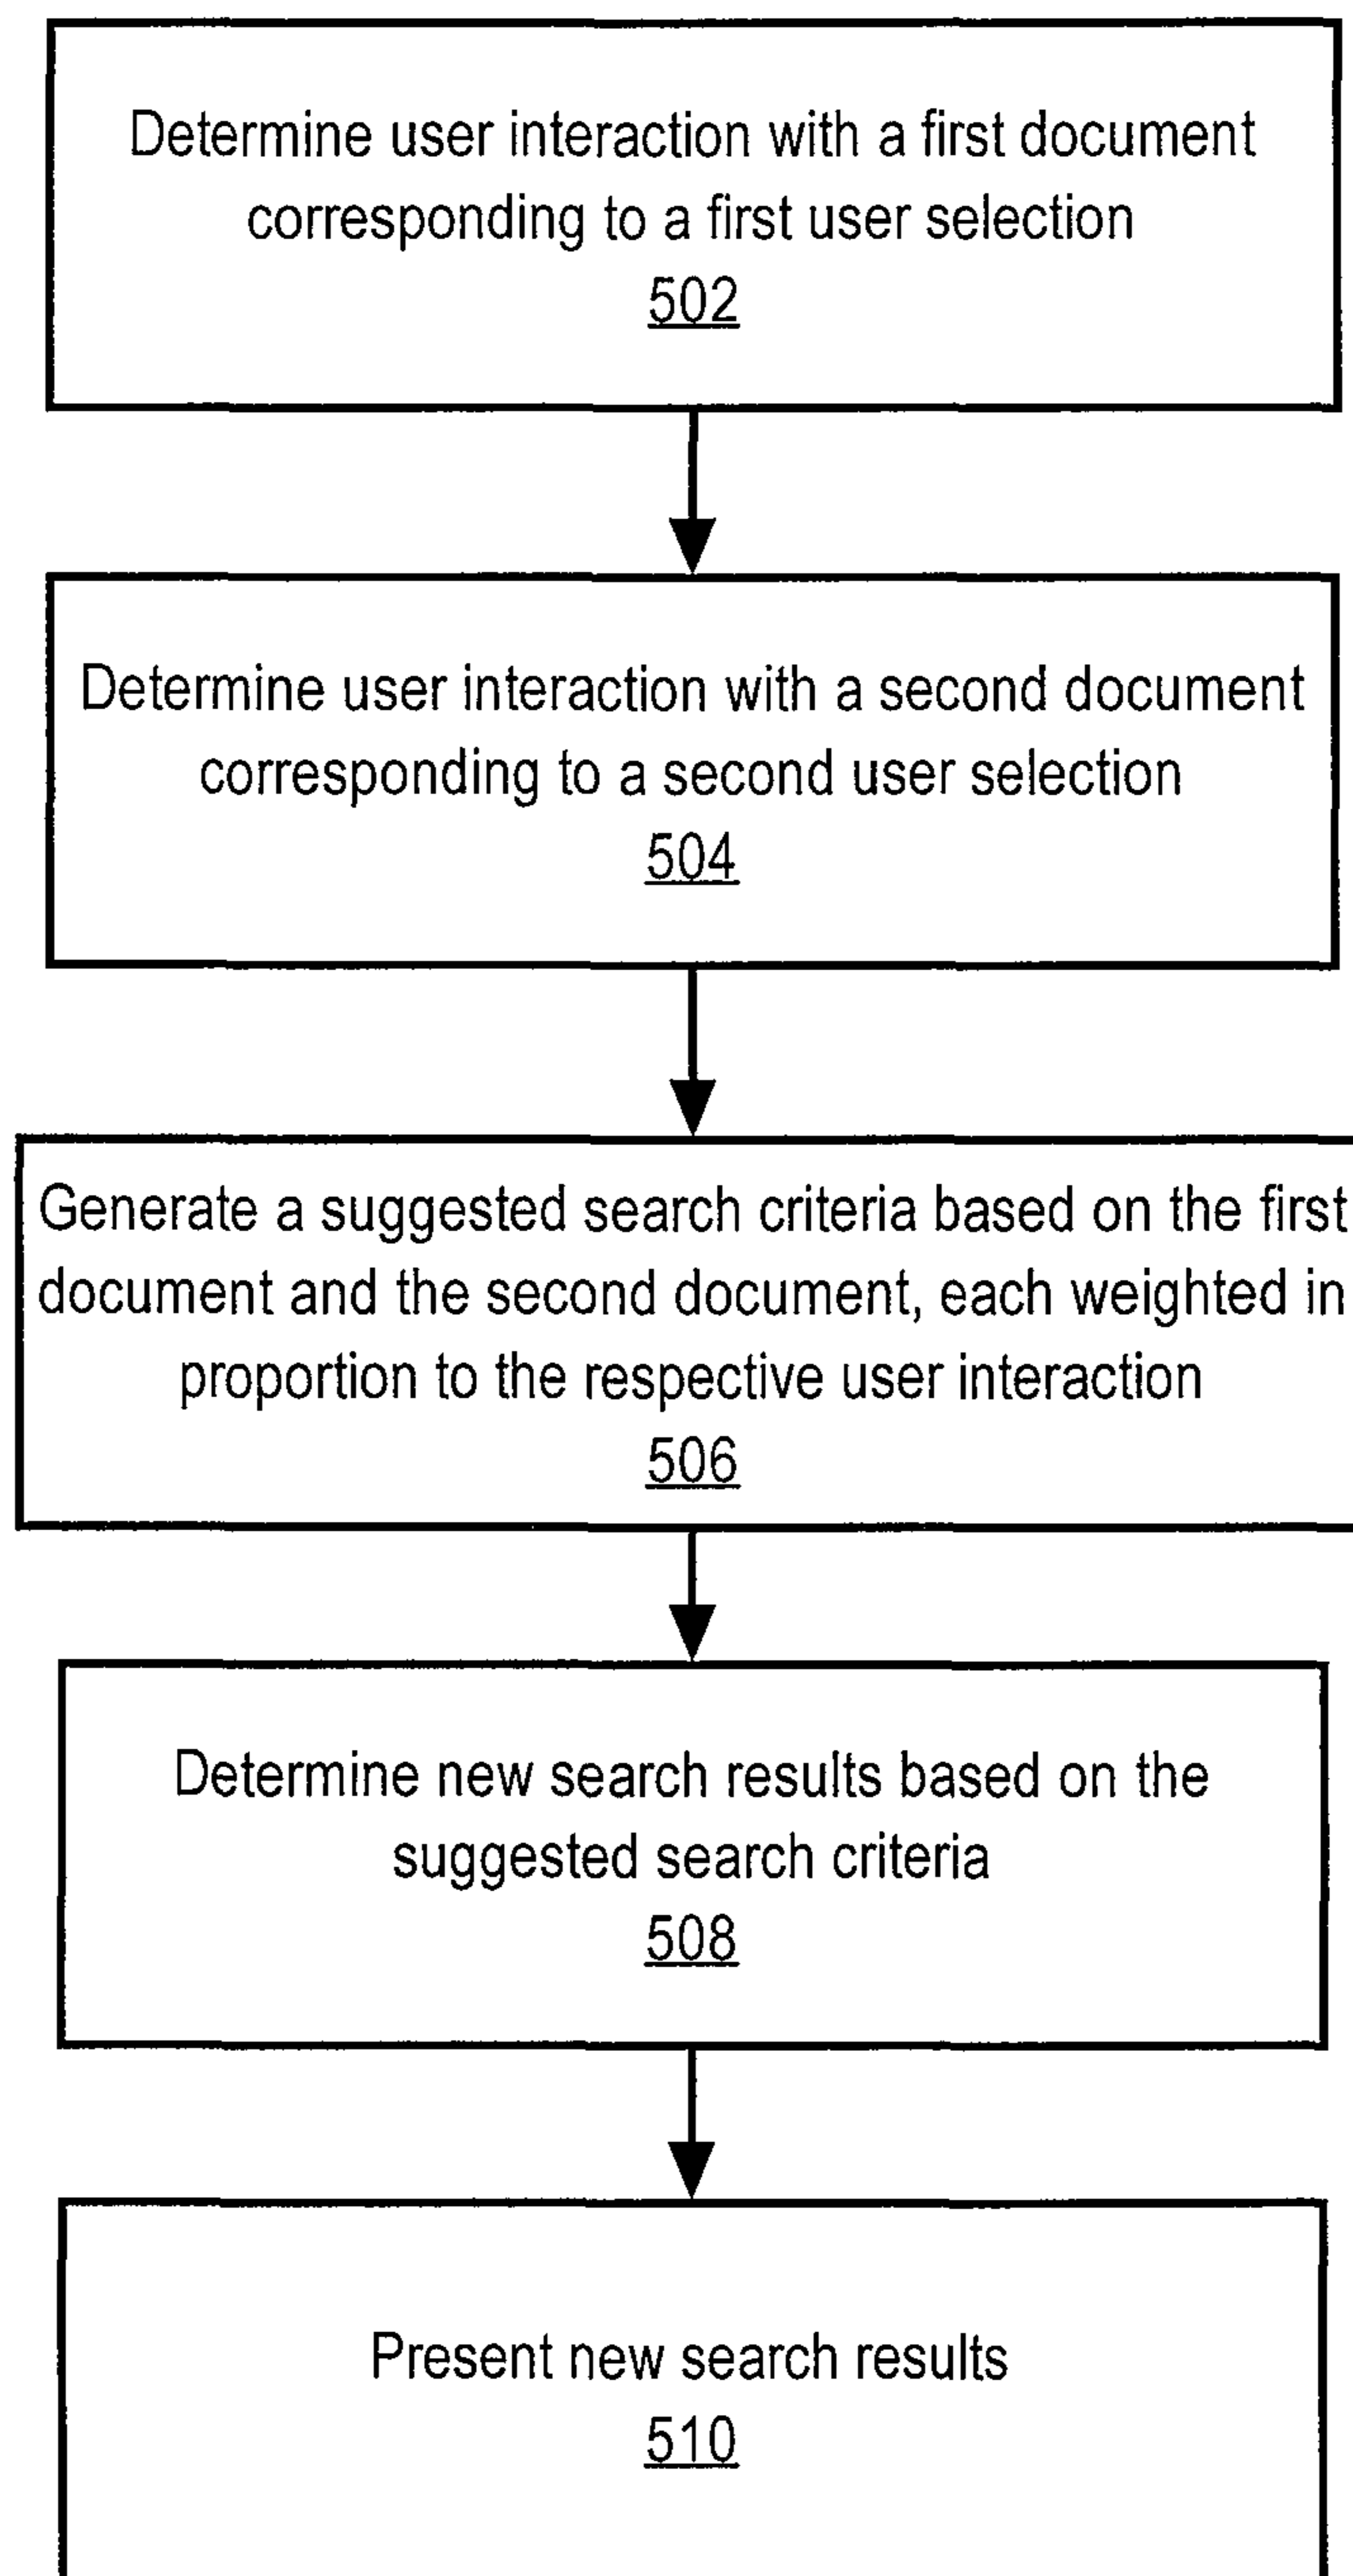 Determine user interaction with a first document
corresponding to a first user selection
502
Determine user interaction with a second document
corresponding to a second user selection
504
Generate a suggested search criteria based on the first
document and the second document, each weighted in
proportion to the respective user interaction
506
Determine new search results based on the
suggested search criteria
508
Present new search results
510